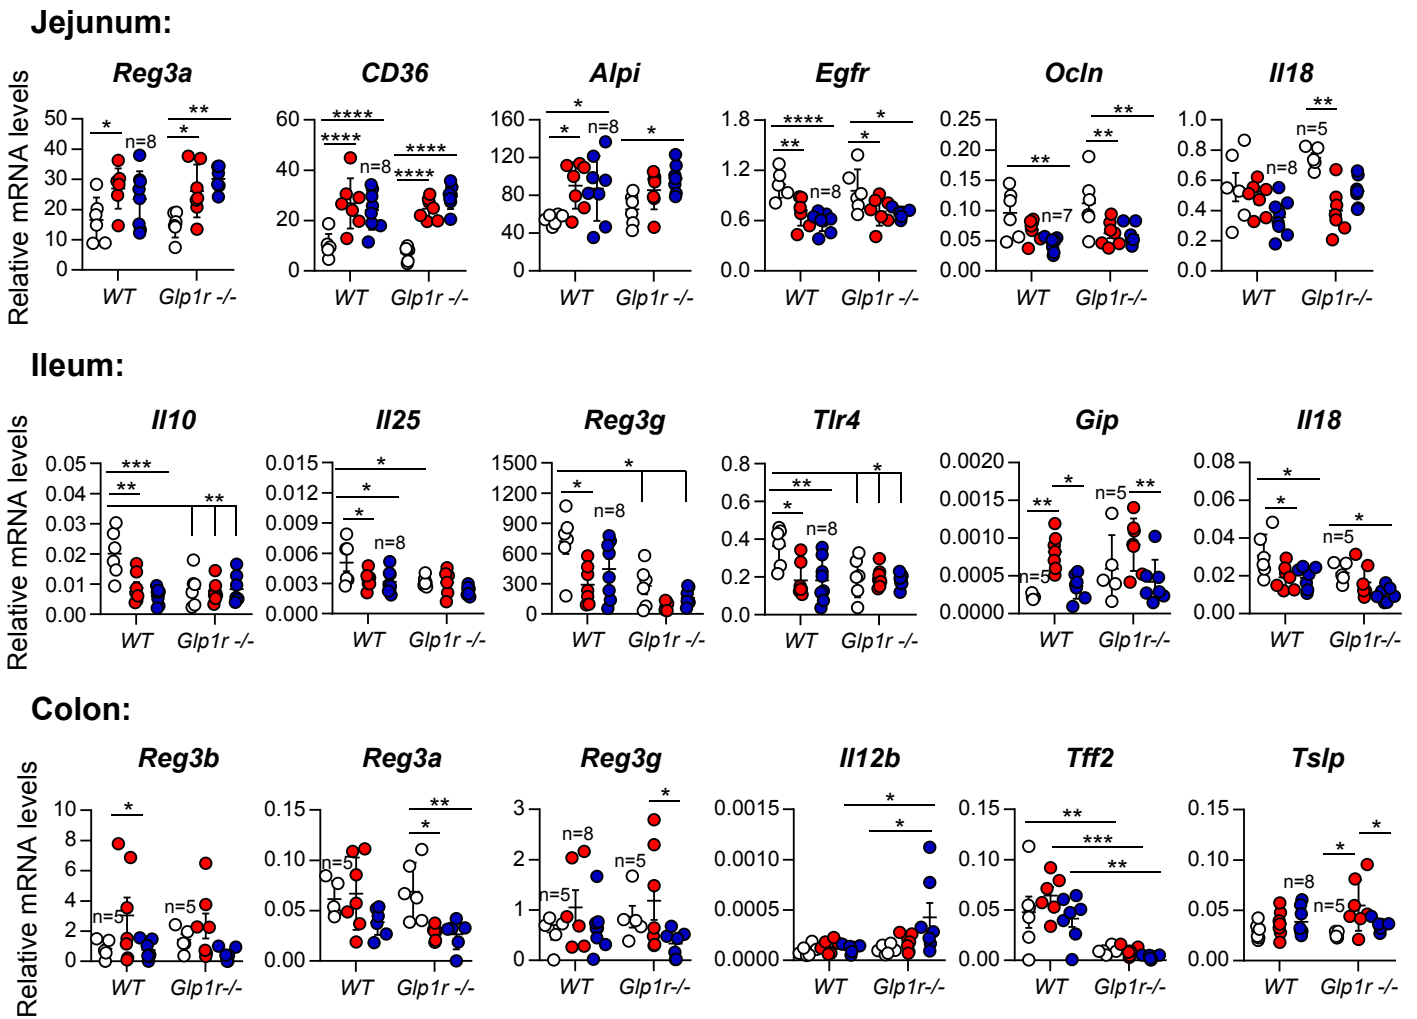 Jejunum:
Reg3a CD36 Alpi Egfr Ocln Il18
Relative mRNA levels
50 40 30 20 10 0
* n=8 ** *
WT Glp1r -/-
60 40 20 0
**** **** n=8 **** ****
WT Glp1r -/-
160 120 80 40 0
* * n=8 *
WT Glp1r -/-
1.8 1.2 0.6 0.0
**** ** n=8 * *
WT Glp1r -/-
0.25 0.20 0.15 0.10 0.05 0.00
** n=7 ** **
WT Glp1r -/-
1.0 0.8 0.6 0.4 0.2 0.0
n=8 n=5 **
WT Glp1r-/-
Ileum:
Il10 Il25 Reg3g Tlr4 Gip Il18
Relative mRNA levels
0.05 0.04 0.03 0.02 0.01 0.00
*** ** **
WT Glp1r -/-
0.015 0.012 0.009 0.006 0.003 0.000
* * * n=8
WT Glp1r -/-
1500 1200 900 600 300 0
* * n=8
WT Glp1r -/-
0.8 0.6 0.4 0.2 0.0
* ** * n=8
WT Glp1r -/-
0.0020 0.0015 0.0010 0.0005 0.0000
n=5 ** * n=5 **
WT Glp1r-/-
0.08 0.06 0.04 0.02 0.00
* * n=5 *
WT Glp1r-/-
Colon:
Reg3b Reg3a Reg3g Il12b Tff2 Tslp
Relative mRNA levels
10 8 6 4 2 0
n=5 * n=5
WT Glp1r-/-
0.15 0.10 0.05 0.00
n=5 ** *
WT Glp1r -/-
3 2 1 0
n=5 n=8 n=5 *
WT Glp1r-/-
0.0015 0.0010 0.0005 0.0000
* *
WT Glp1r-/-
0.15 0.10 0.05 0.00
** *** **
WT Glp1r-/-
0.15 0.10 0.05 0.00
n=8 n=5 * *
WT Glp1r -/-